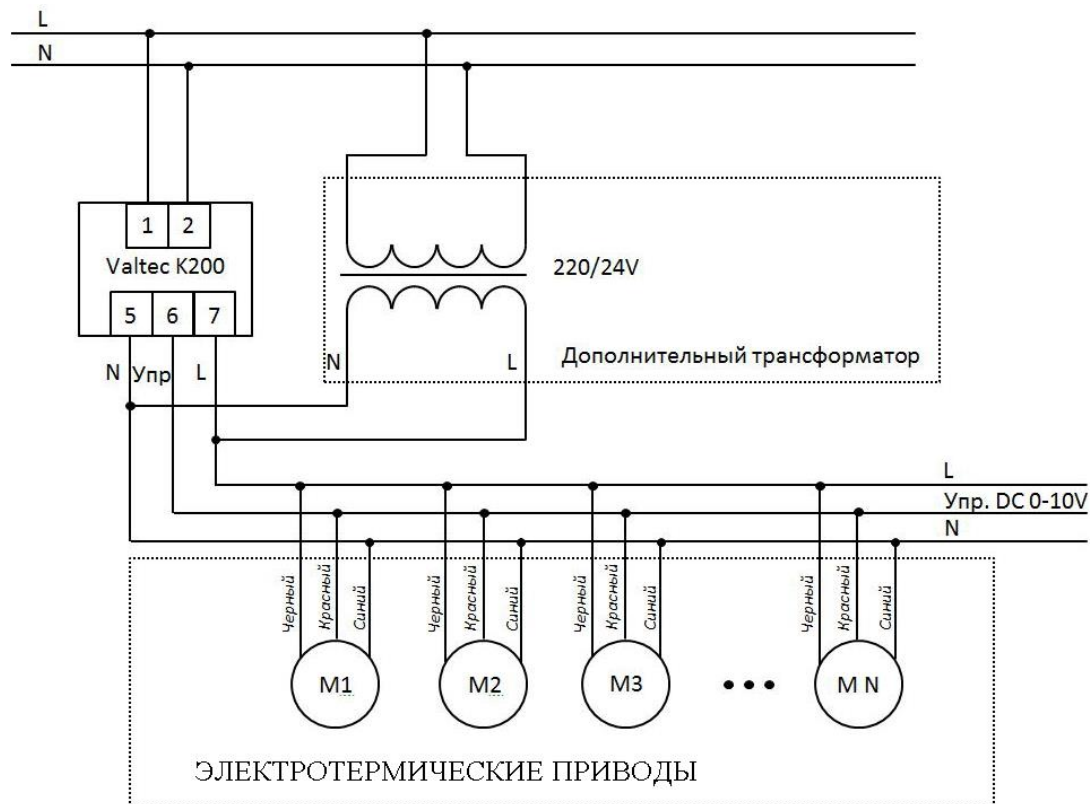 L
N
1 2
Valtec K200
5 6 7
N Упр L
220/24V
N L
Дополнительный трансформатор
L
Упр. DC 0-10V
N
Черный Красный Синий Черный Красный Синий Черный Красный Синий Черный Красный Синий
M1 M2 M3 ••• M N
ЭЛЕКТРОТЕРМИЧЕСКИЕ ПРИВОДЫ